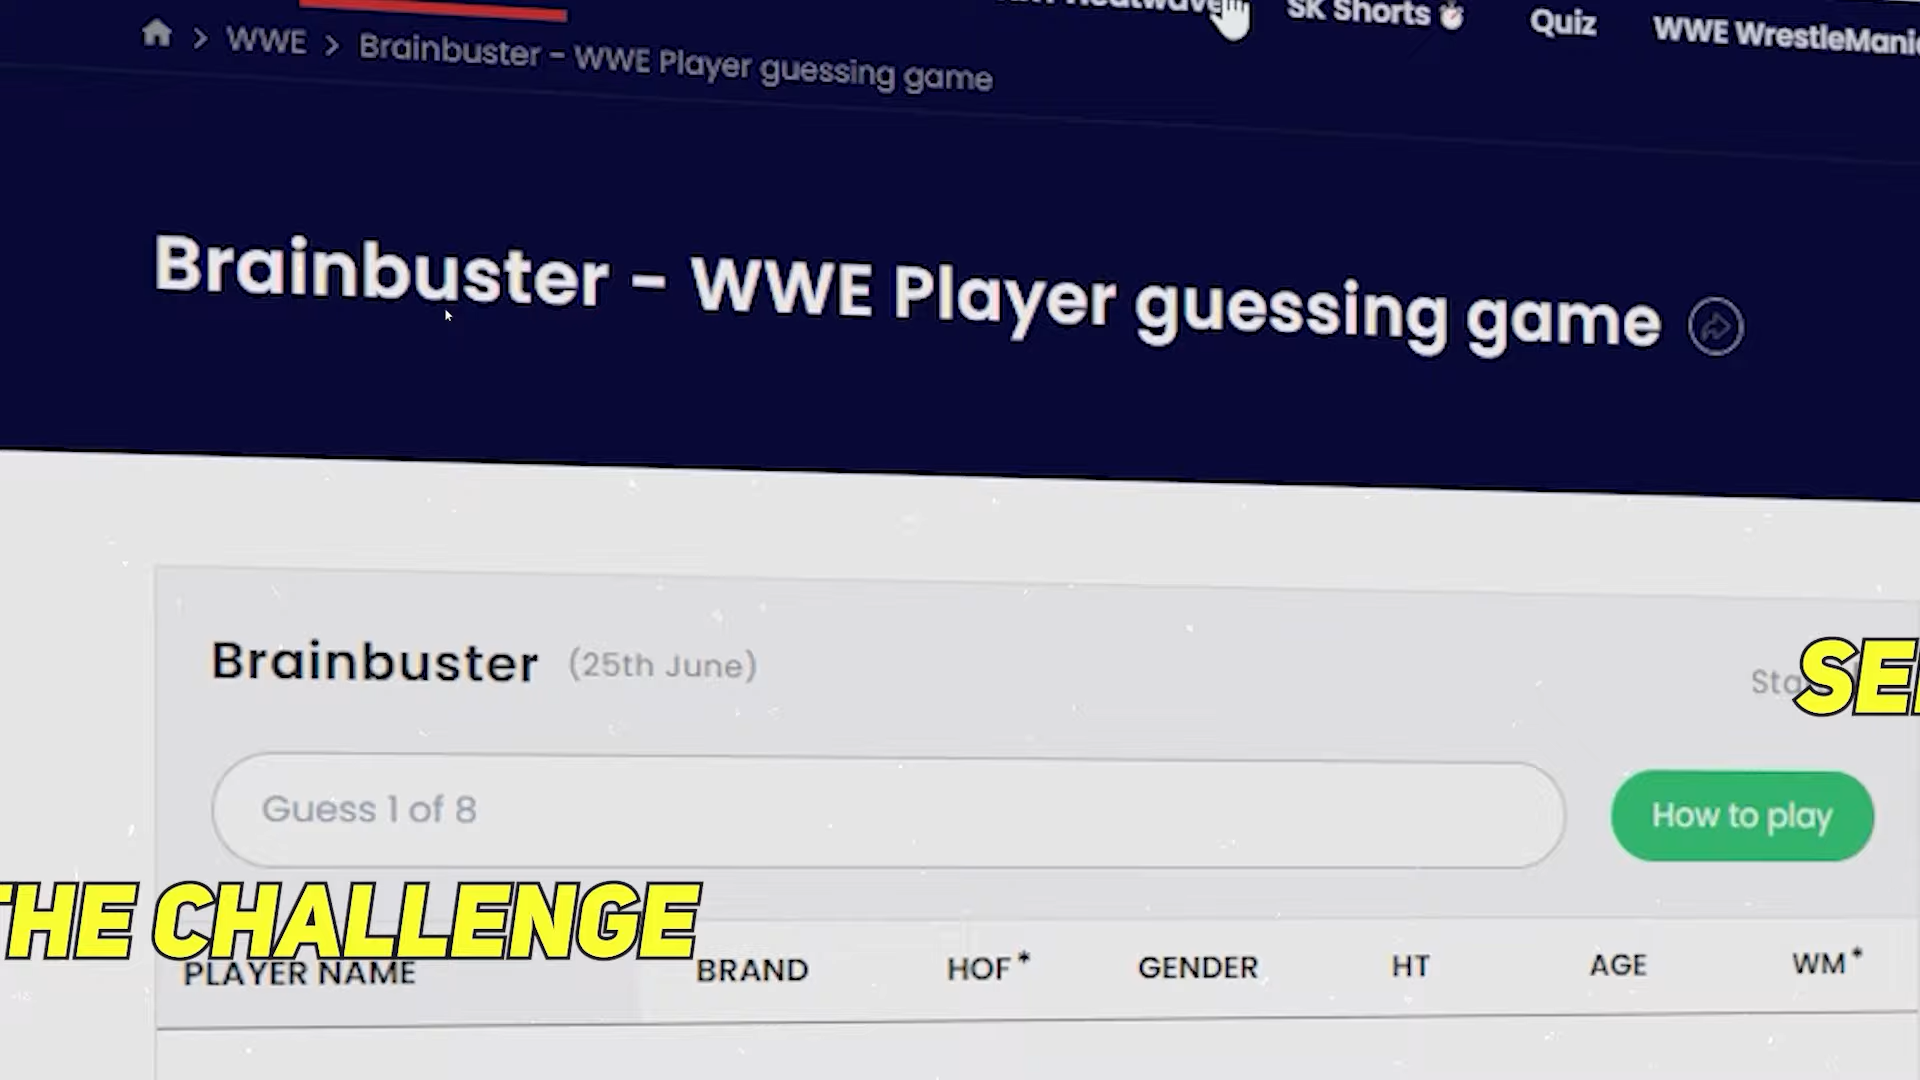 SK Shorts
Quiz
WWE
WWE > Brainbuster - WWE Player guessing game
Brainbuster - WWE Player guessing game
Brainbuster (25th June)
Guess 1 of 8
How to play
THE CHALLENGE
PLAYER NAME BRAND HOF* GENDER HT AGE WM*